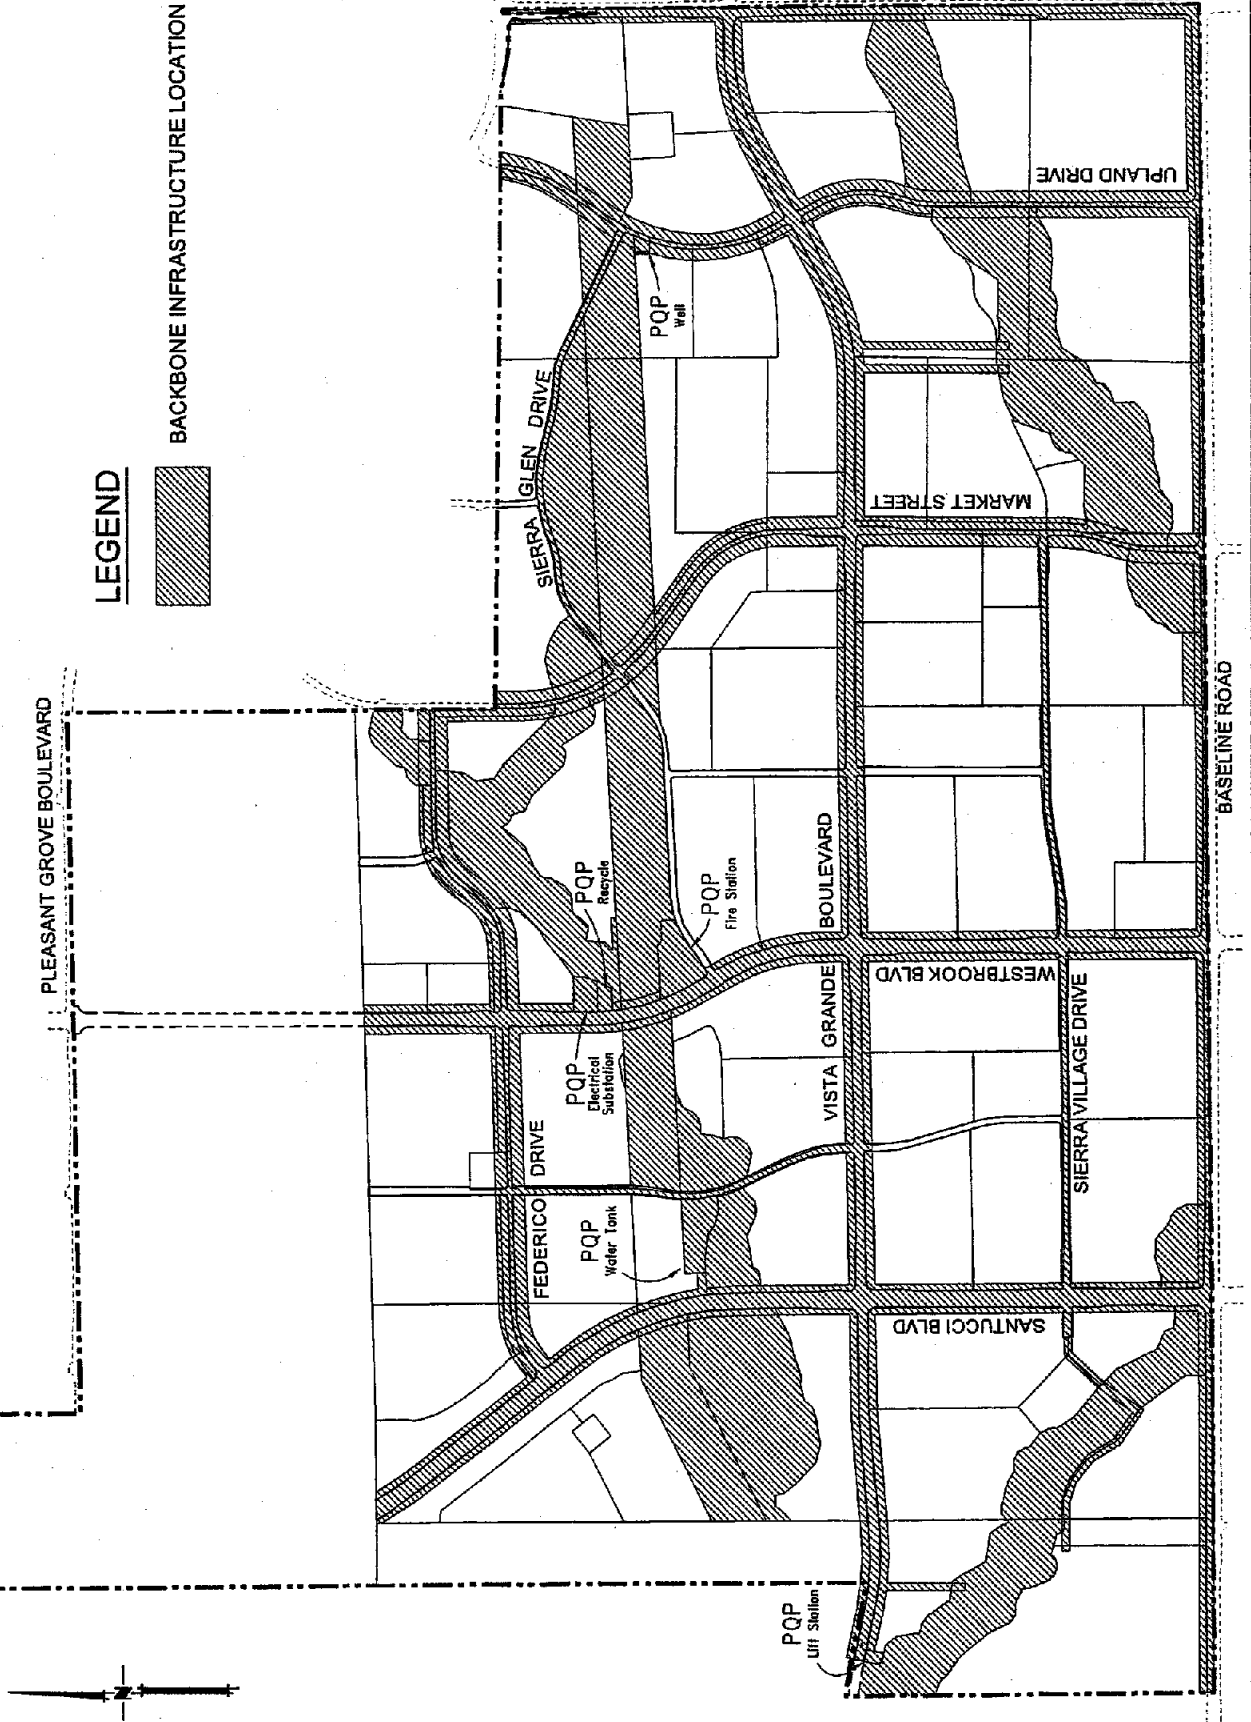 LEGEND
BACKBONE INFRASTRUCTURE LOCATION
PLEASANT GROVE BOULEVARD
SIERRA GLEN DRIVE
UPLAND DRIVE
PQP
Well
MARKET STREET
PQP
Recycle
PQP
Fire Station
PQP
Electrical
Substation
VISTA GRANDE BOULEVARD
WESTBROOK BLVD
SIERRA VILLAGE DRIVE
BASELINE ROAD
FEDERICO DRIVE
PQP
Water Tank
SANTUCCI BLVD
PQP
Lift Station
N